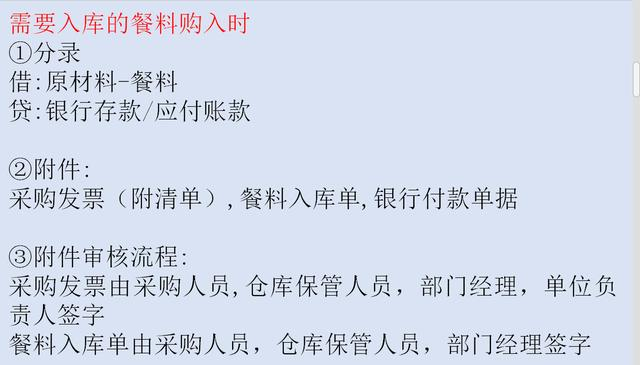 需要入库的餐料购入时
①分录
借:原材料-餐料
贷:银行存款/应付账款
②附件:
采购发票（附清单）,餐料入库单,银行付款单据
③附件审核流程:
采购发票由采购人员,仓库保管人员，部门经理，单位负
责人签字
餐料入库单由采购人员，仓库保管人员，部门经理签字